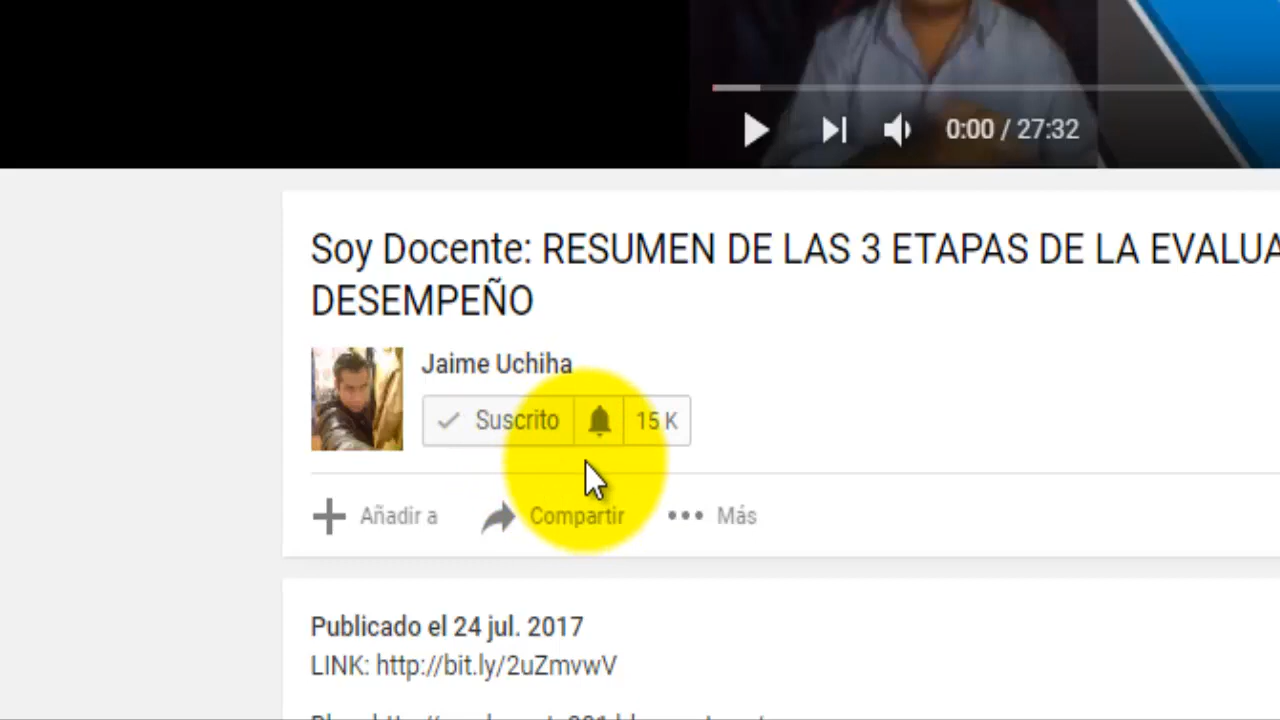 0:00 / 27:32
Soy Docente: RESUMEN DE LAS 3 ETAPAS DE LA EVALUA
DESEMPEÑO
Jaime Uchiha
Suscrito 15 K
Añadir a Compartir Más
Publicado el 24 jul. 2017
LINK: http://bit.ly/2uZmvwV